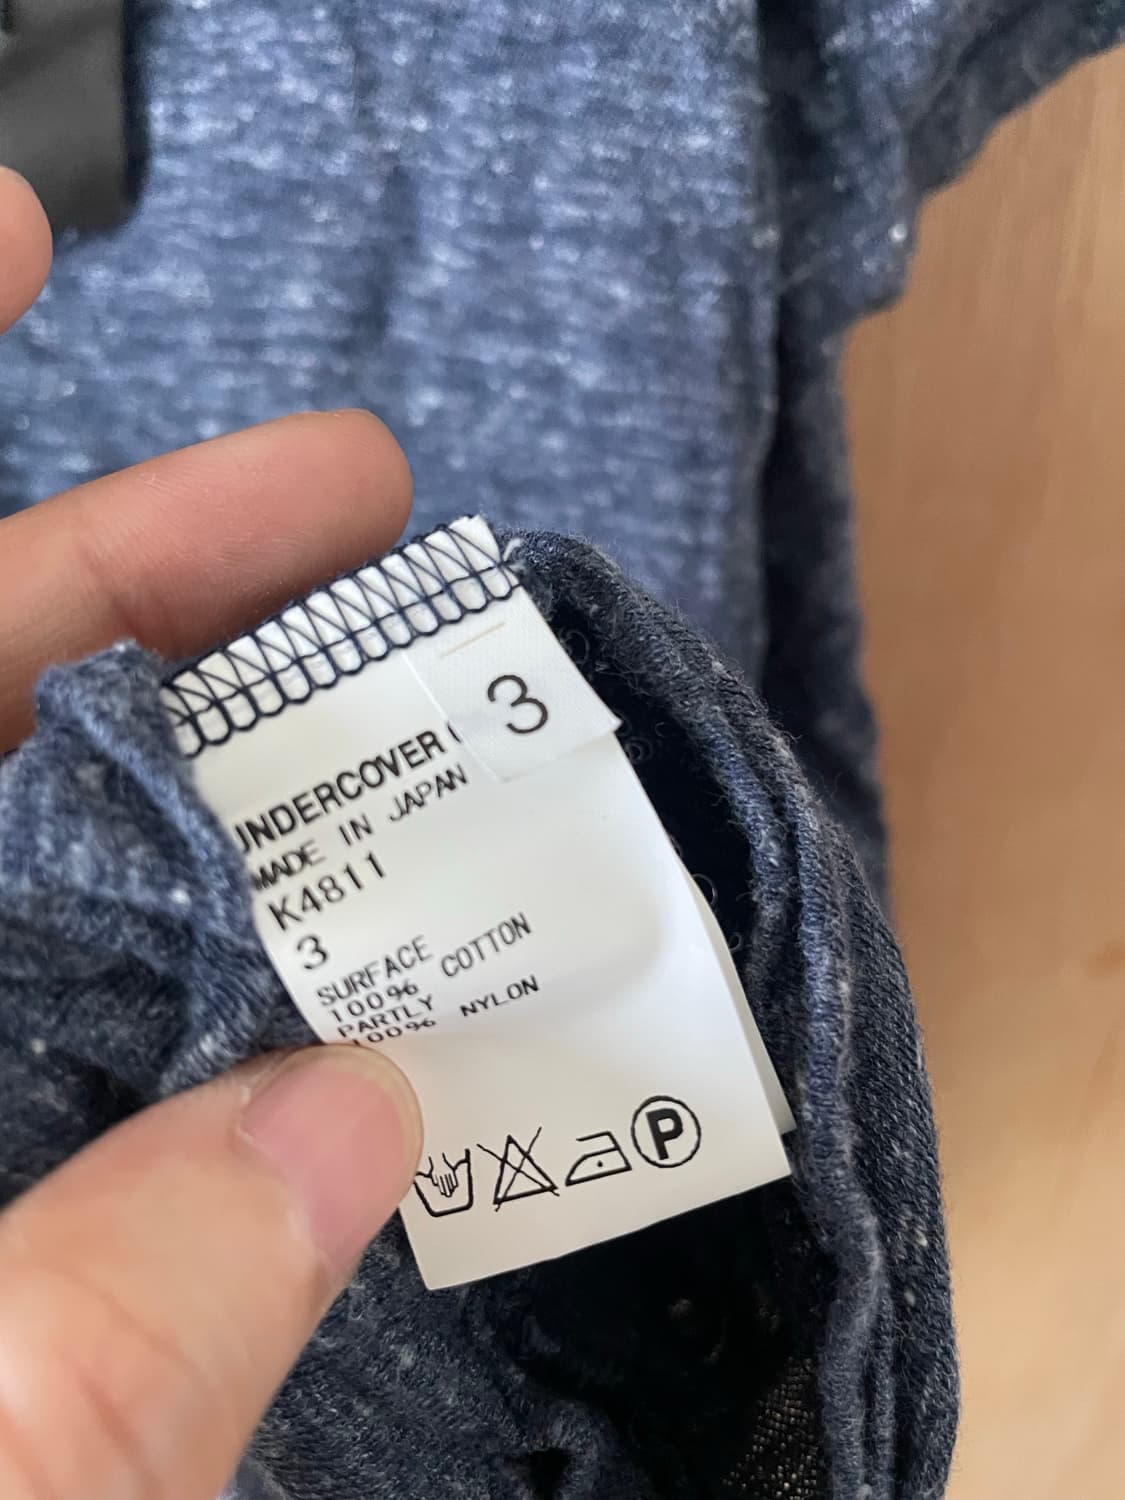 3
UNDERCOVER
MADE IN JAPAN
K4811
3
SURFACE
100% COTTON
PARTLY
100% NYLON
P